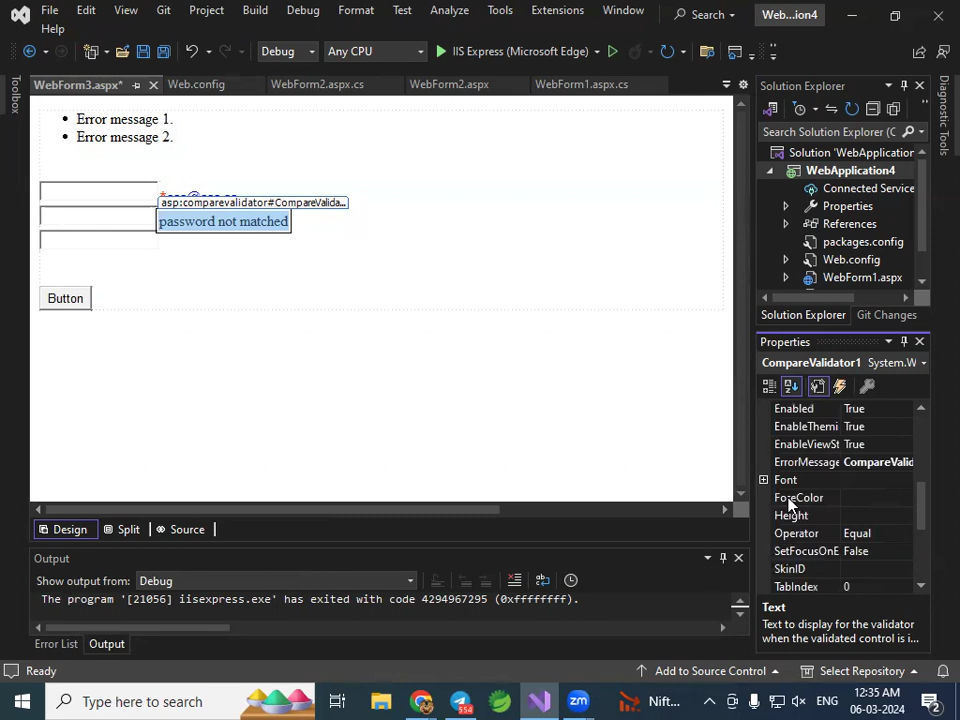 File Edit View Git Project Build Debug Format Test Analyze Tools Extensions Window Search Web...ion4
Help
Debug Any CPU IIS Express (Microsoft Edge)
Toolbox
WebForm3.aspx* Web.config WebForm2.aspx.cs WebForm2.aspx WebForm1.aspx.cs
Error message 1.
Error message 2.
asp:comparevalidator#CompareValida...
password not matched
Button
Design Split Source
Output
Show output from: Debug
The program '[21056] iisexpress.exe' has exited with code 4294967295 (0xffffffff).
Error List Output
Solution Explorer
Search Solution Explorer (C
Solution 'WebApplication
WebApplication4
Connected Service
Properties
References
packages.config
Web.config
WebForm1.aspx
Solution Explorer Git Changes
Diagnostic Tools
Properties
CompareValidator1 System.W
Enabled True
EnableThemi True
EnableViewSt True
ErrorMessage CompareValid
Font
ForeColor
Height
Operator Equal
SetFocusOnE False
SkinID
TabIndex 0
Text
Text to display for the validator
when the validated control is i...
Ready Add to Source Control Select Repository
Type here to search 554 Nift... ENG 12:35 AM
06-03-2024 2